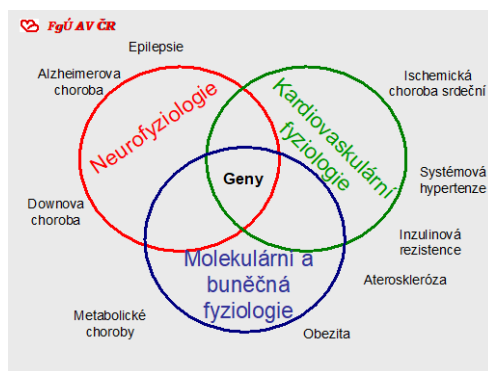 FgÚ AV ČR
Epilepsie
Alzheimerova
choroba
Ischemická
choroba srdeční
Neurofyziologie
Kardiovaskulární
fyziologie
Geny
Systémová
hypertenze
Downova
choroba
Inzulinová
rezistence
Molekulární a
buněčná
fyziologie
Ateroskleróza
Metabolické
choroby
Obezita